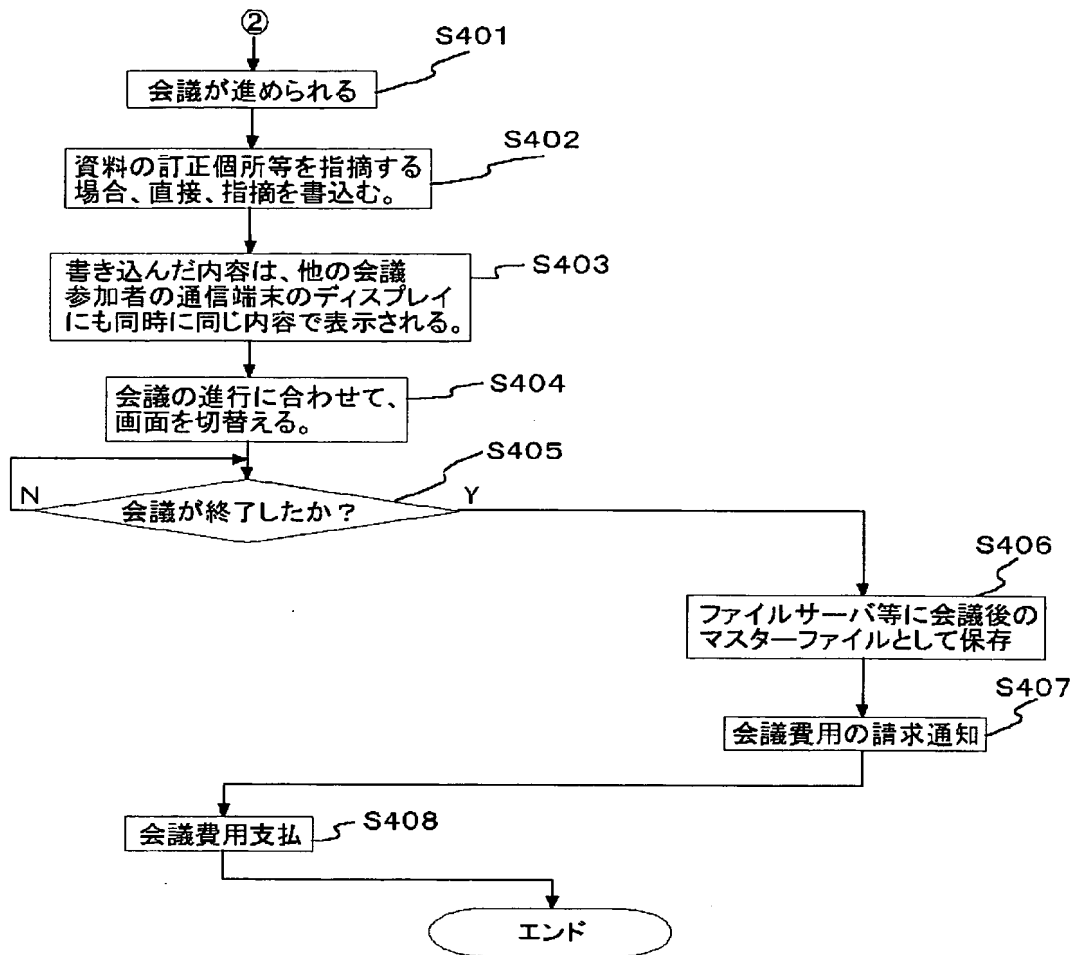 ②
S401
会議が進められる
S402
資料の訂正個所等を指摘する
場合、直接、指摘を書込む。
S403
書き込んだ内容は、他の会議
参加者の通信端末のディスプレイ
にも同時に同じ内容で表示される。
S404
会議の進行に合わせて、
画面を切替える。
S405
N
会議が終了したか？
Y
S406
ファイルサーバ等に会議後の
マスターファイルとして保存
S407
会議費用の請求通知
会議費用支払
S408
エンド